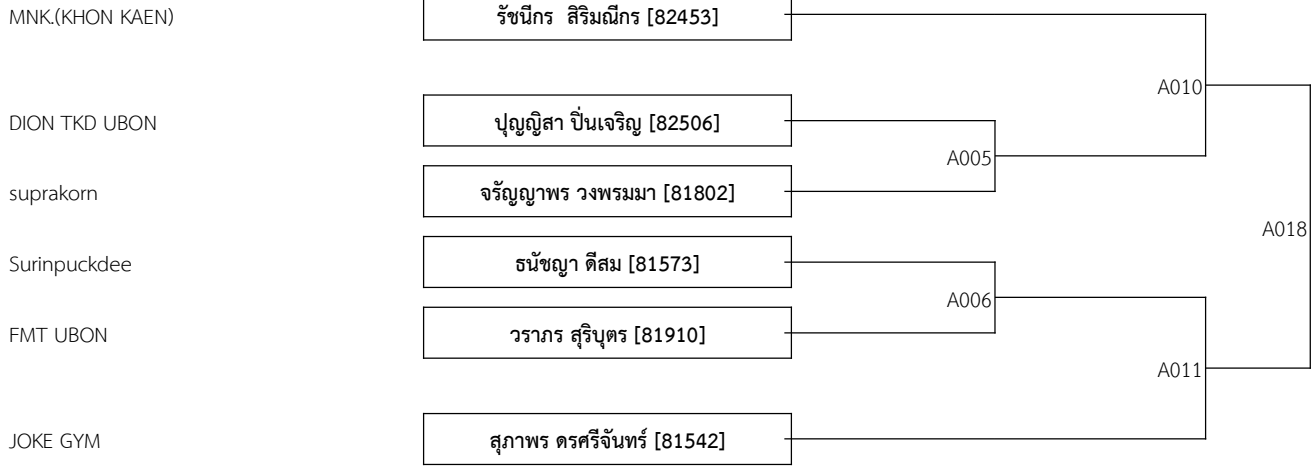 MNK.(KHON KAEN) รัชนีกร สิริมณีกร [82453]
A010
DION TKD UBON ปุญญิสา ปิ่นเจริญ [82506]
A005
suprakorn จรัญญาพร วงพรมมา [81802]
A018
Surinpuckdee ธนัชญา ดีสม [81573]
A006
FMT UBON วราภร สุริบุตร [81910]
A011
JOKE GYM สุภาพร ดรศรีจันทร์ [81542]